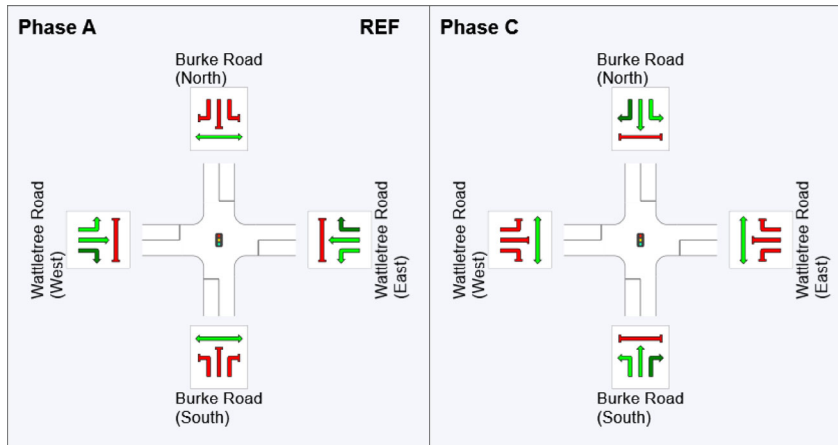 Phase A
REF
Burke Road
(North)
Wattletree Road
(West)
Wattletree Road
(East)
Burke Road
(South)
Phase C
Burke Road
(North)
Wattletree Road
(West)
Wattletree Road
(East)
Burke Road
(South)